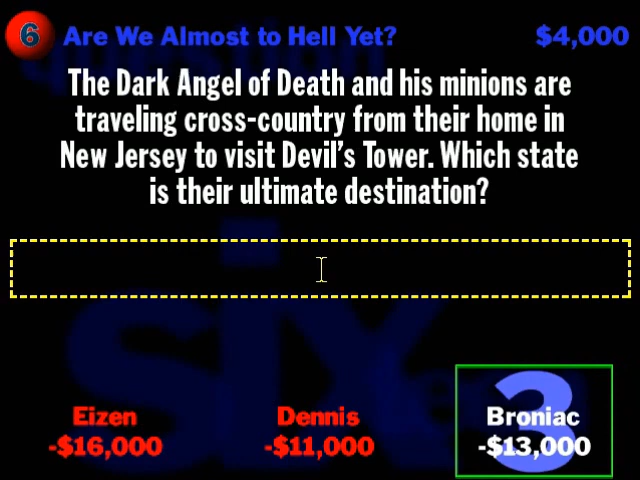 6 Are We Almost to Hell Yet? $4,000
The Dark Angel of Death and his minions are
traveling cross-country from their home in
New Jersey to visit Devil's Tower. Which state
is their ultimate destination?
six
3
Eizen Dennis Broniac
-$16,000 -$11,000 -$13,000